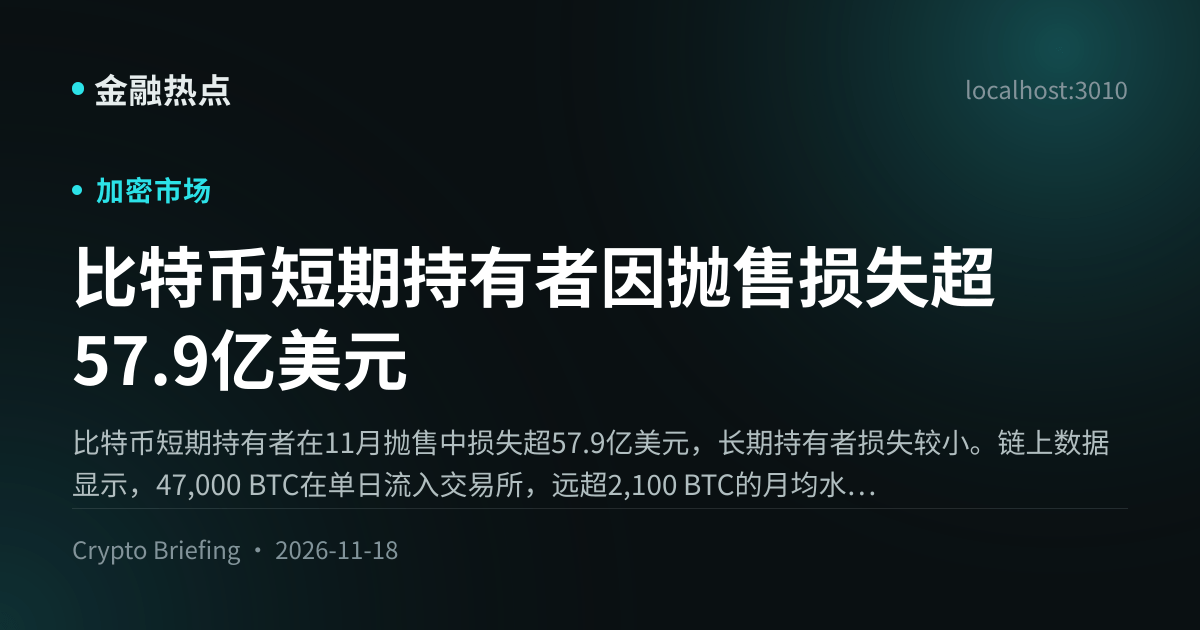 金融热点
localhost:3010
加密市场
比特币短期持有者因抛售损失超
57.9亿美元
比特币短期持有者在11月抛售中损失超57.9亿美元，长期持有者损失较小。链上数据
显示，47,000 BTC在单日流入交易所，远超2,100 BTC的月均水…
Crypto Briefing · 2026-11-18